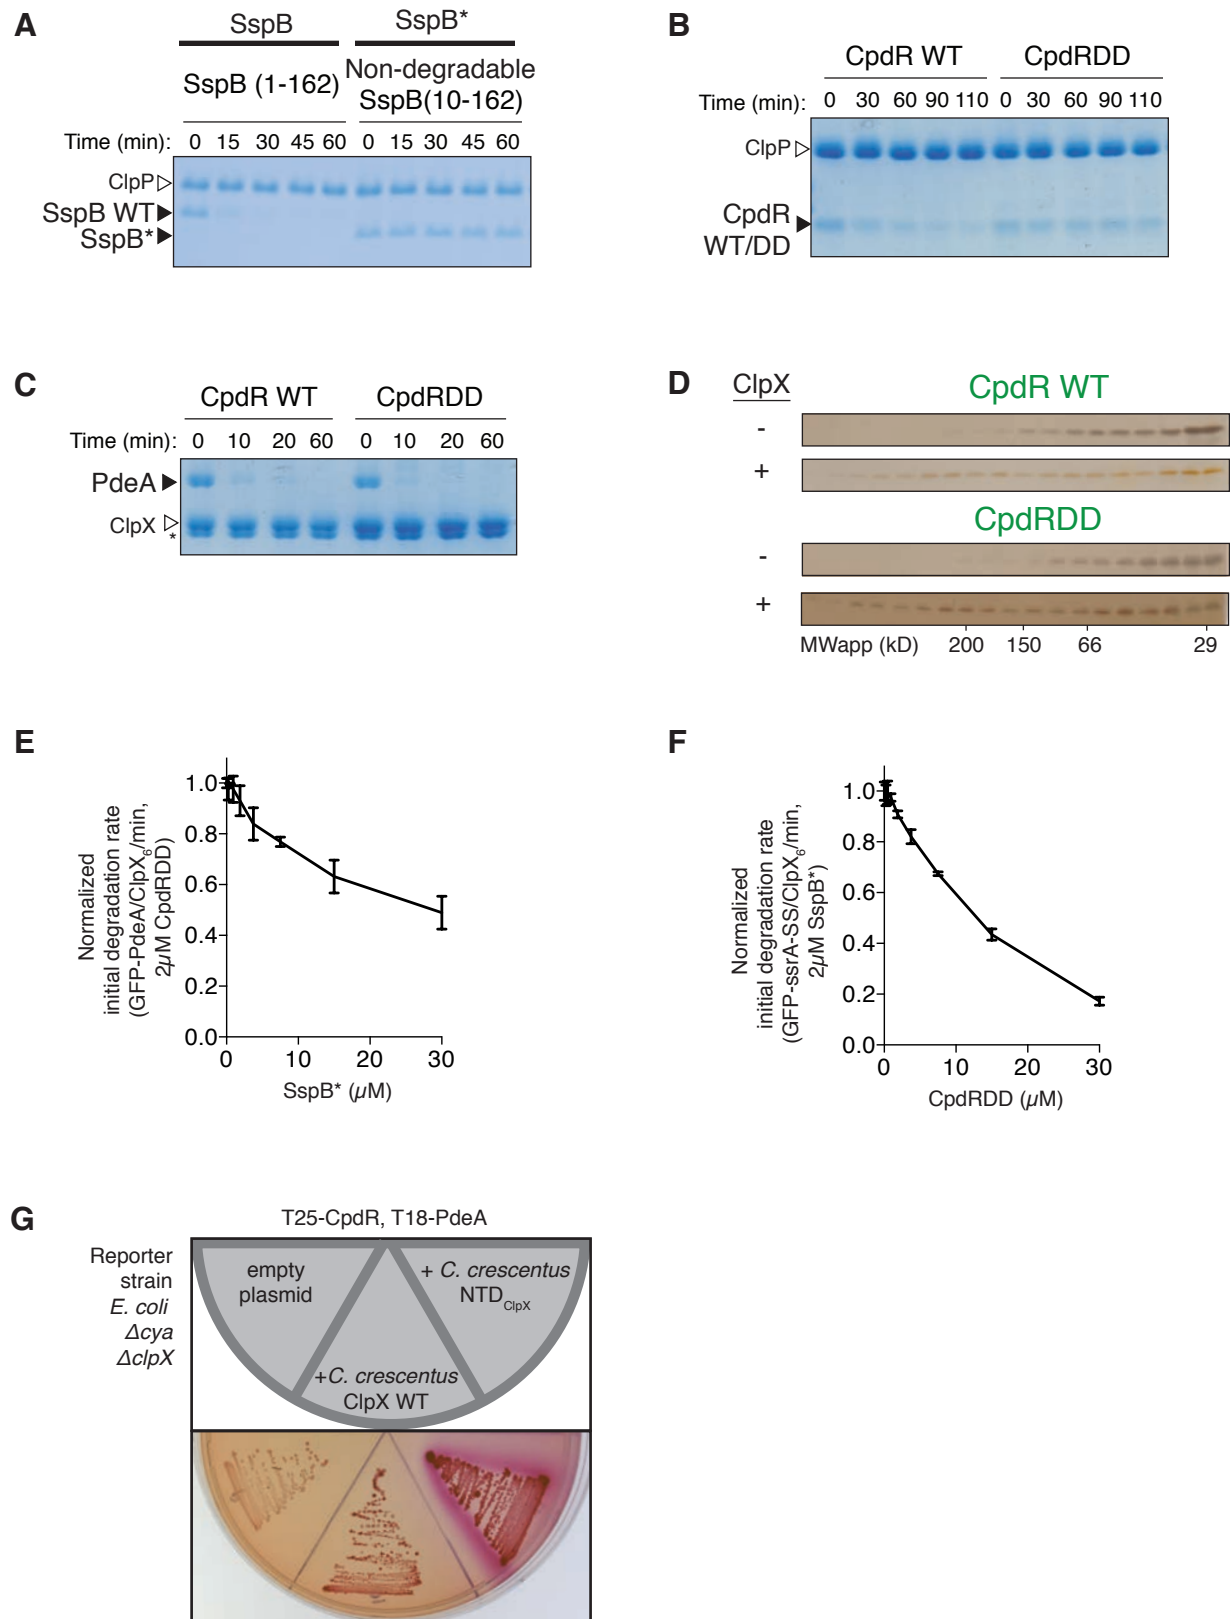 A
SspB
SspB*
SspB (1-162)
Non-degradable
SspB(10-162)
Time (min): 0 15 30 45 60 0 15 30 45 60
ClpP
SspB WT
SspB*
B
CpdR WT
CpdRDD
Time (min): 0 30 60 90 110 0 30 60 90 110
ClpP
CpdR
WT/DD
C
CpdR WT
CpdRDD
Time (min): 0 10 20 60 0 10 20 60
PdeA
ClpX
*
D
ClpX
CpdR WT
-
+
CpdRDD
-
+
MWapp (kD) 200 150 66 29
E
Normalized
initial degradation rate
(GFP-PdeA/ClpX6/min,
2µM CpdRDD)
1.0
0.8
0.6
0.4
0.2
0.0
0 10 20 30
SspB* (µM)
F
Normalized
initial degradation rate
(GFP-ssrA-SS/ClpX6/min,
2µM SspB*)
1.0
0.8
0.6
0.4
0.2
0.0
0 10 20 30
CpdRDD (µM)
G
T25-CpdR, T18-PdeA
Reporter
strain
E. coli
Δcya
ΔclpX
empty
plasmid
+C. crescentus
ClpX WT
+ C. crescentus
NTDClpX